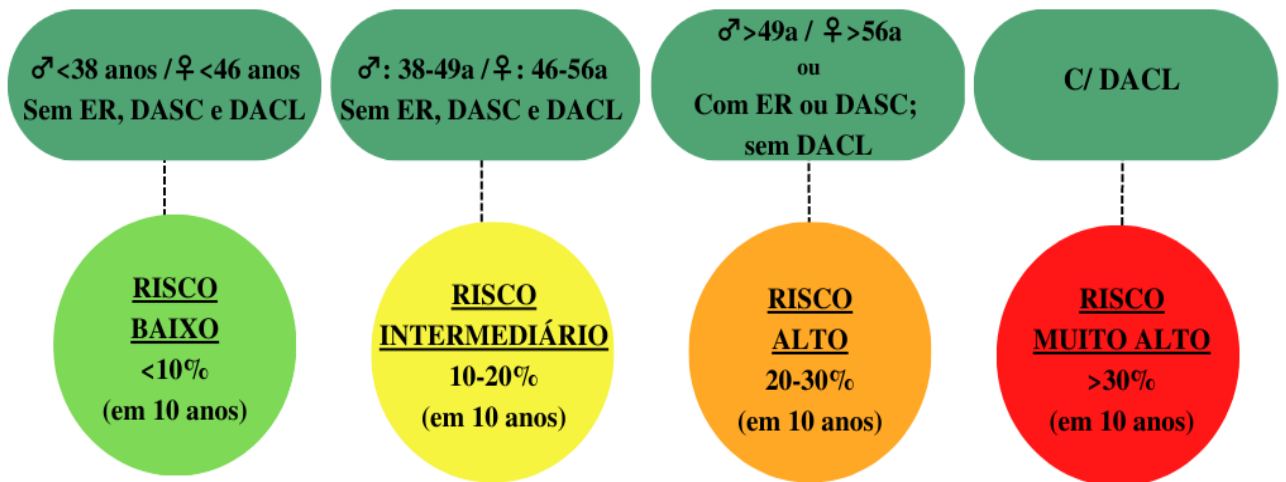 ♂<38 anos /♀<46 anos
Sem ER, DASC e DACL
♂: 38-49a /♀: 46-56a
Sem ER, DASC e DACL
♂>49a / ♀>56a
ou
Com ER ou DASC;
sem DACL
C/ DACL
RISCO
BAIXO
<10%
(em 10 anos)
RISCO
INTERMEDIÁRIO
10-20%
(em 10 anos)
RISCO
ALTO
20-30%
(em 10 anos)
RISCO
MUITO ALTO
>30%
(em 10 anos)